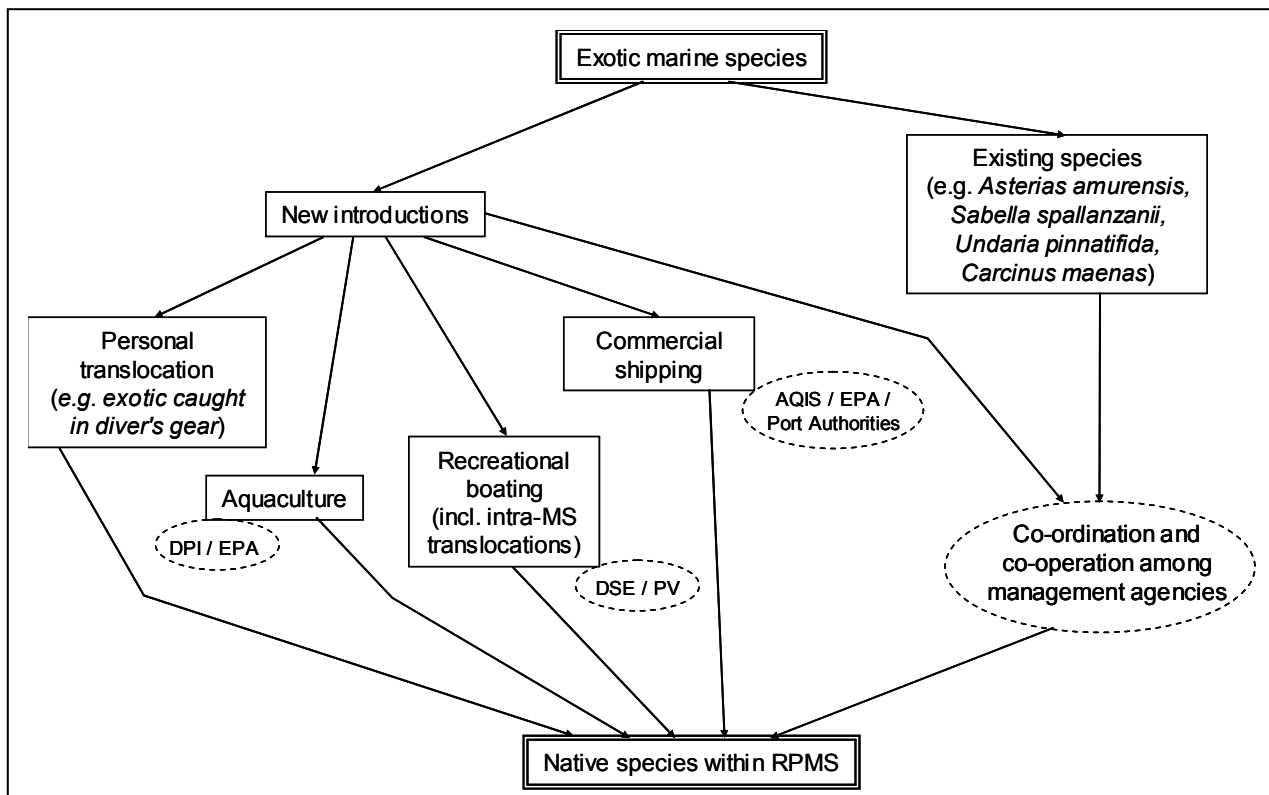 Exotic marine species
Existing species
(e.g. Asterias amurensis,
Sabella spallanzanii,
Undaria pinnatifida,
Carcinus maenas)
New introductions
Personal
translocation
(e.g. exotic caught
in diver's gear)
Commercial
shipping
AQIS / EPA /
Port Authorities
Aquaculture
DPI / EPA
Recreational
boating
(incl. intra-MS
translocations)
DSE / PV
Co-ordination and
co-operation among
management agencies
Native species within RPMS